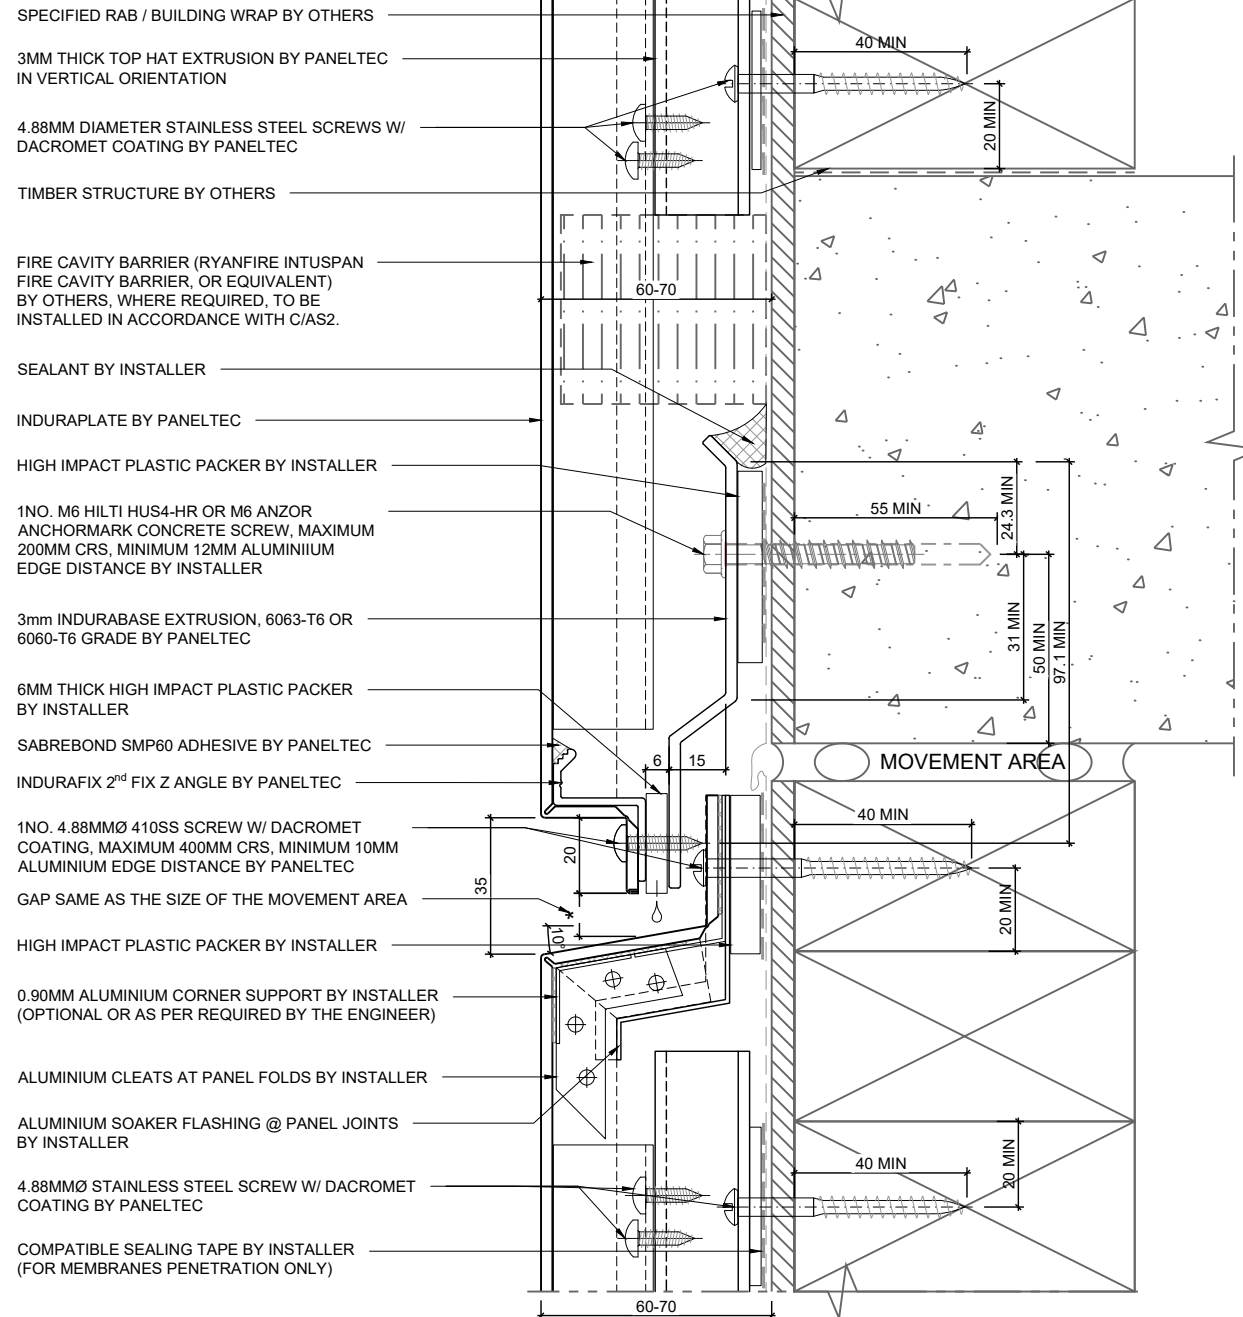 SPECIFIED RAB / BUILDING WRAP BY OTHERS
3MM THICK TOP HAT EXTRUSION BY PANELTEC
IN VERTICAL ORIENTATION
4.88MM DIAMETER STAINLESS STEEL SCREWS W/
DACROMET COATING BY PANELTEC
TIMBER STRUCTURE BY OTHERS
FIRE CAVITY BARRIER (RYANFIRE INTUSPAN
FIRE CAVITY BARRIER, OR EQUIVALENT)
BY OTHERS, WHERE REQUIRED, TO BE
INSTALLED IN ACCORDANCE WITH C/AS2.
SEALANT BY INSTALLER
INDURAPLATE BY PANELTEC
HIGH IMPACT PLASTIC PACKER BY INSTALLER
1NO. M6 HILTI HUS4-HR OR M6 ANZOR
ANCHORMARK CONCRETE SCREW, MAXIMUM
200MM CRS, MINIMUM 12MM ALUMINIIUM
EDGE DISTANCE BY INSTALLER
3mm INDURABASE EXTRUSION, 6063-T6 OR
6060-T6 GRADE BY PANELTEC
6MM THICK HIGH IMPACT PLASTIC PACKER
BY INSTALLER
SABREBOND SMP60 ADHESIVE BY PANELTEC
INDURAFIX 2nd FIX Z ANGLE BY PANELTEC
1NO. 4.88MMØ 410SS SCREW W/ DACROMET
COATING, MAXIMUM 400MM CRS, MINIMUM 10MM
ALUMINIUM EDGE DISTANCE BY PANELTEC
GAP SAME AS THE SIZE OF THE MOVEMENT AREA
HIGH IMPACT PLASTIC PACKER BY INSTALLER
0.90MM ALUMINIUM CORNER SUPPORT BY INSTALLER
(OPTIONAL OR AS PER REQUIRED BY THE ENGINEER)
ALUMINIUM CLEATS AT PANEL FOLDS BY INSTALLER
ALUMINIUM SOAKER FLASHING @ PANEL JOINTS
BY INSTALLER
4.88MMØ STAINLESS STEEL SCREW W/ DACROMET
COATING BY PANELTEC
COMPATIBLE SEALING TAPE BY INSTALLER
(FOR MEMBRANES PENETRATION ONLY)
40 MIN
20 MIN
60-70
55 MIN
24.3 MIN
31 MIN
50 MIN
97.1 MIN
6
15
MOVEMENT AREA
40 MIN
20
35
*
10°
20 MIN
40 MIN
20 MIN
60-70